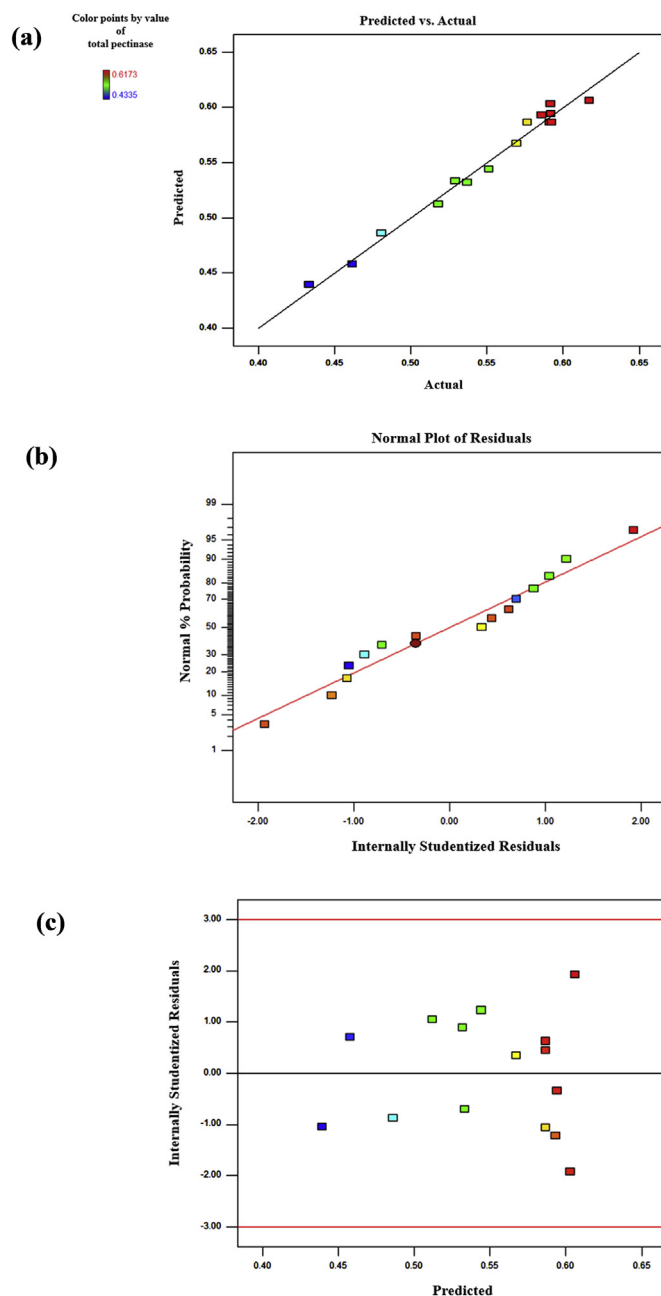 (a)
Color points by value
of
total pectinase
0.6173
0.4335
Predicted vs. Actual
0.65
0.60
0.55
0.50
0.45
0.40
Predicted
0.40 0.45 0.50 0.55 0.60 0.65
Actual
(b)
Normal Plot of Residuals
99
95
90
80
70
50
30
20
10
5
1
Normal % Probability
-2.00 -1.00 0.00 1.00 2.00
Internally Studentized Residuals
(c)
3.00
2.00
1.00
0.00
-1.00
-2.00
-3.00
Internally Studentized Residuals
0.40 0.45 0.50 0.55 0.60 0.65
Predicted